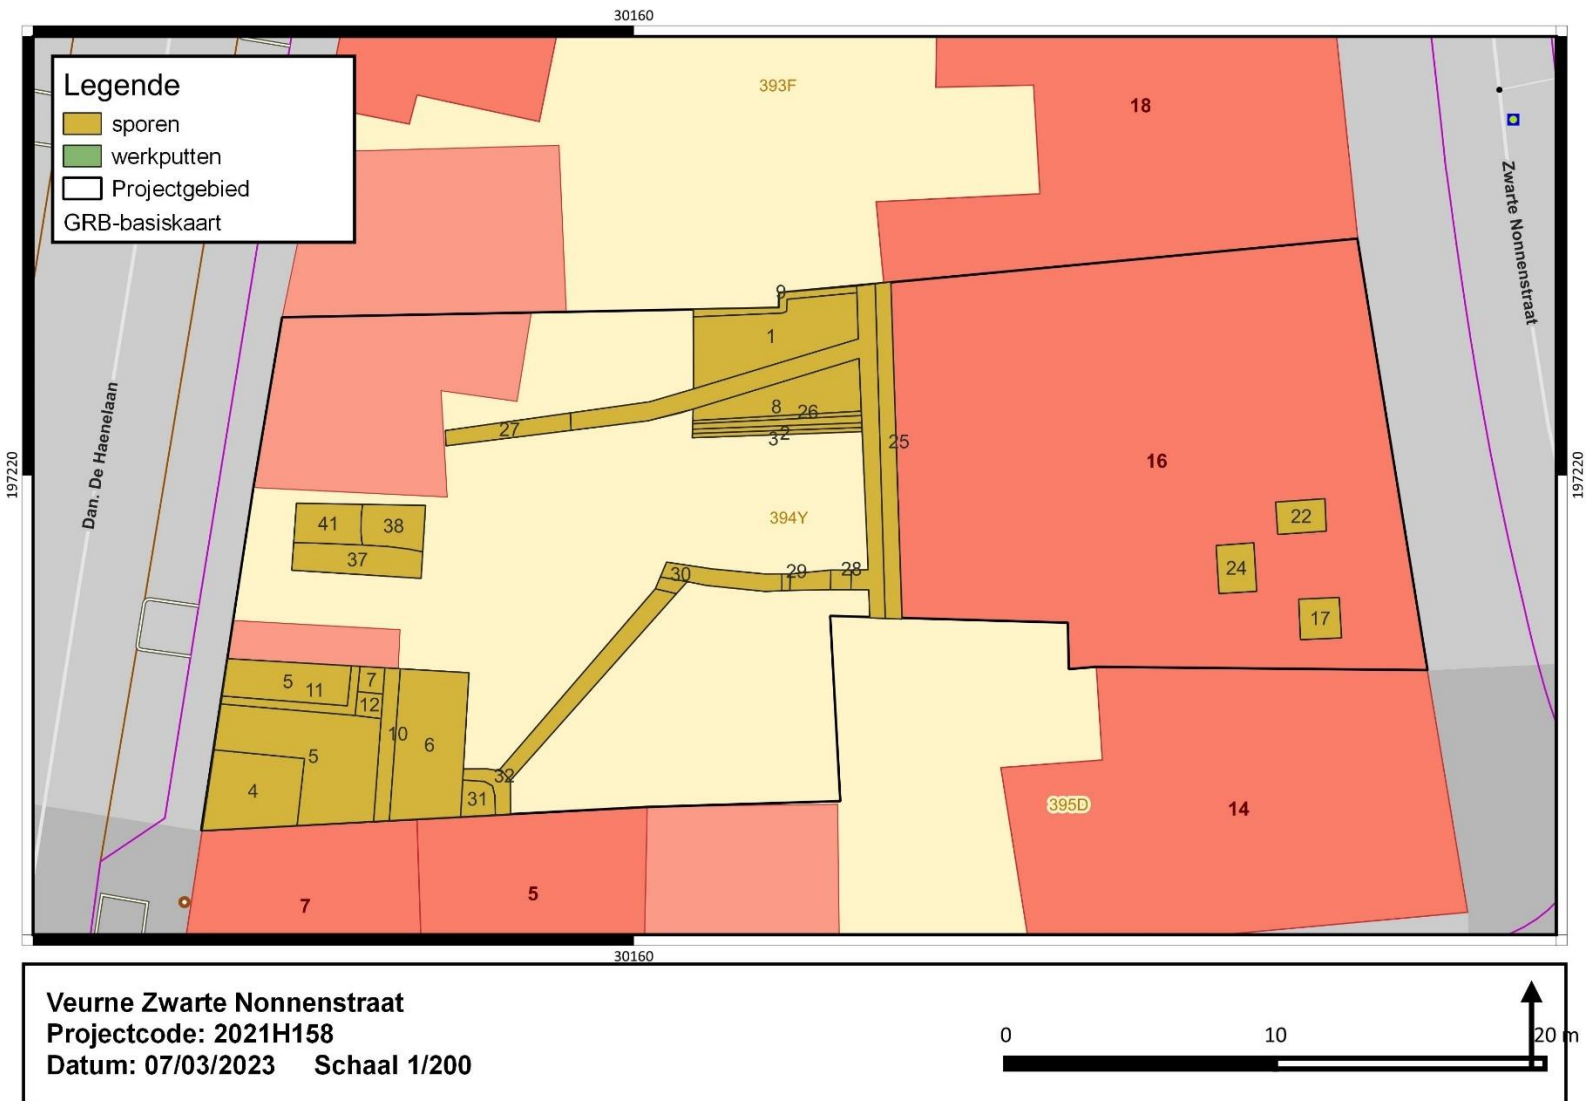 30160
Legende
sporen
werkputten
Projectgebied
GRB-basiskaart
393F
18
Zwarte Nonnenstraat
9
1
8
26
2
3
27
25
Dan. De Haenelaan
197220
197220
16
394Y
41
38
37
22
24
17
30
29
28
5
11
7
12
10
6
5
4
32
31
395D
14
7
5
30160
Veurne Zwarte Nonnenstraat
Projectcode: 2021H158
Datum: 07/03/2023 Schaal 1/200
0 10 20 m